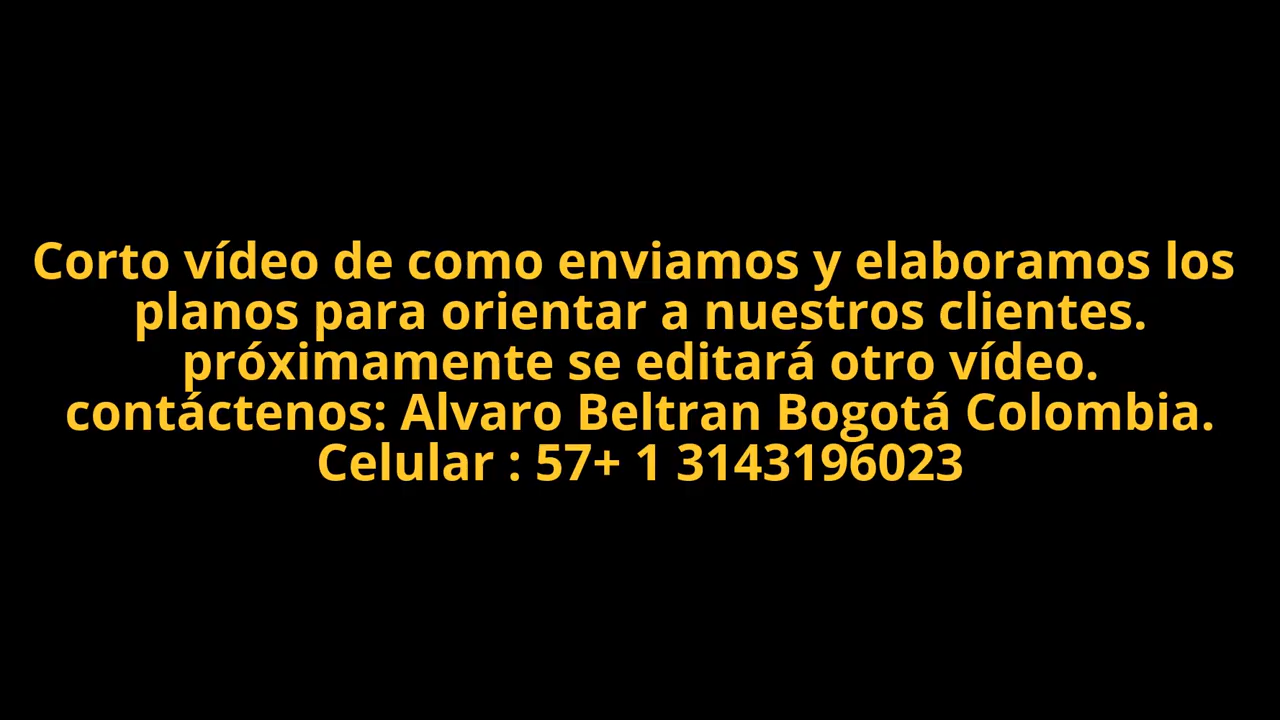 Corto vídeo de como enviamos y elaboramos los
planos para orientar a nuestros clientes.
próximamente se editará otro vídeo.
contáctenos: Alvaro Beltran Bogotá Colombia.
Celular : 57+ 1 3143196023